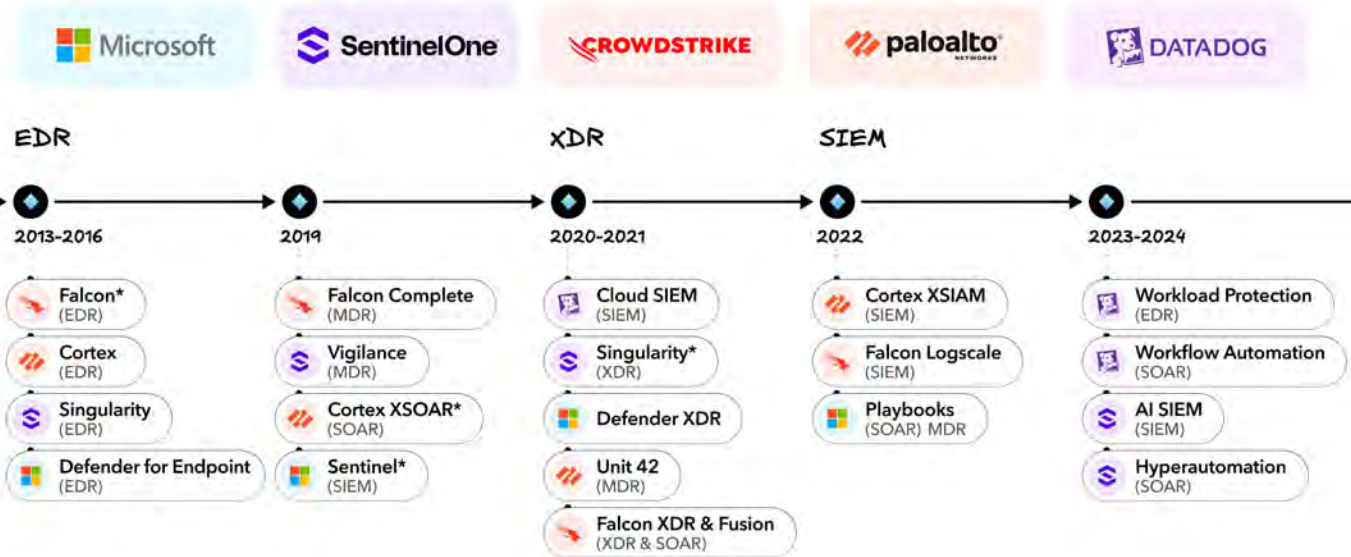 Microsoft
SentinelOne
CROWDSTRIKE
paloalto®
NETWORKS
DATADOG
EDR
XDR
SIEM
2013-2016
2019
2020-2021
2022
2023-2024
Falcon*
(EDR)
Cortex
(EDR)
Singularity
(EDR)
Defender for Endpoint
(EDR)
Falcon Complete
(MDR)
Vigilance
(MDR)
Cortex XSOAR*
(SOAR)
Sentinel*
(SIEM)
Cloud SIEM
(SIEM)
Singularity*
(XDR)
Defender XDR
Unit 42
(MDR)
Falcon XDR & Fusion
(XDR & SOAR)
Cortex XSIAM
(SIEM)
Falcon Logscale
(SIEM)
Playbooks
(SOAR) MDR
Workload Protection
(EDR)
Workflow Automation
(SOAR)
AI SIEM
(SIEM)
Hyperautomation
(SOAR)